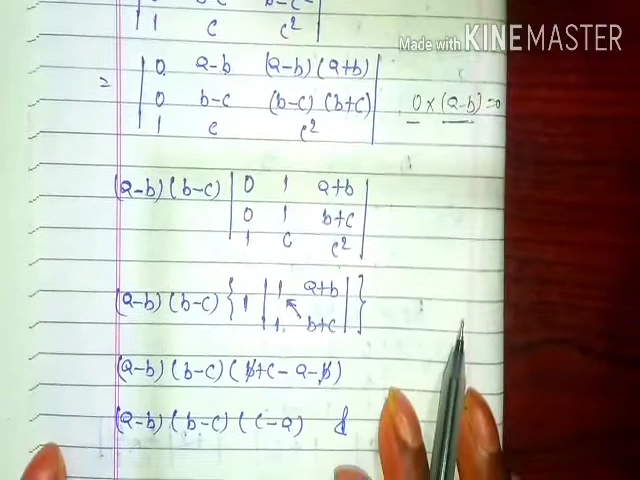 Made with KINEMASTER
1 c c²
= | 0 a-b (a-b)(a+b) |
| 0 b-c (b-c)(b+c) | 0×(a-b)=0
| 1 c c² |
(a-b)(b-c) | 0 1 a+b |
| 0 1 b+c |
| 1 c c² |
(a-b)(b-c) { 1 | 1 a+b | }
| 1 b+c |
(a-b)(b-c)(b+c-a-b)
(a-b)(b-c)(c-a)